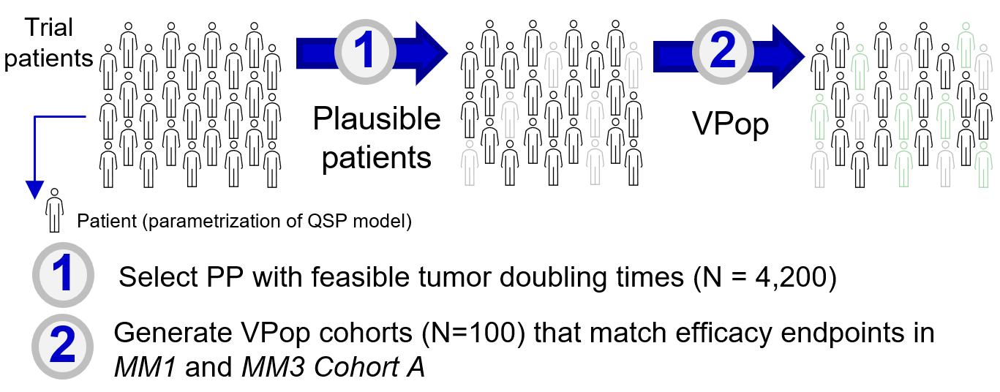 Trial
patients
1
Plausible
patients
2
VPop
Patient (parametrization of QSP model)
1
Select PP with feasible tumor doubling times (N = 4,200)
2
Generate VPop cohorts (N=100) that match efficacy endpoints in
MM1 and MM3 Cohort A